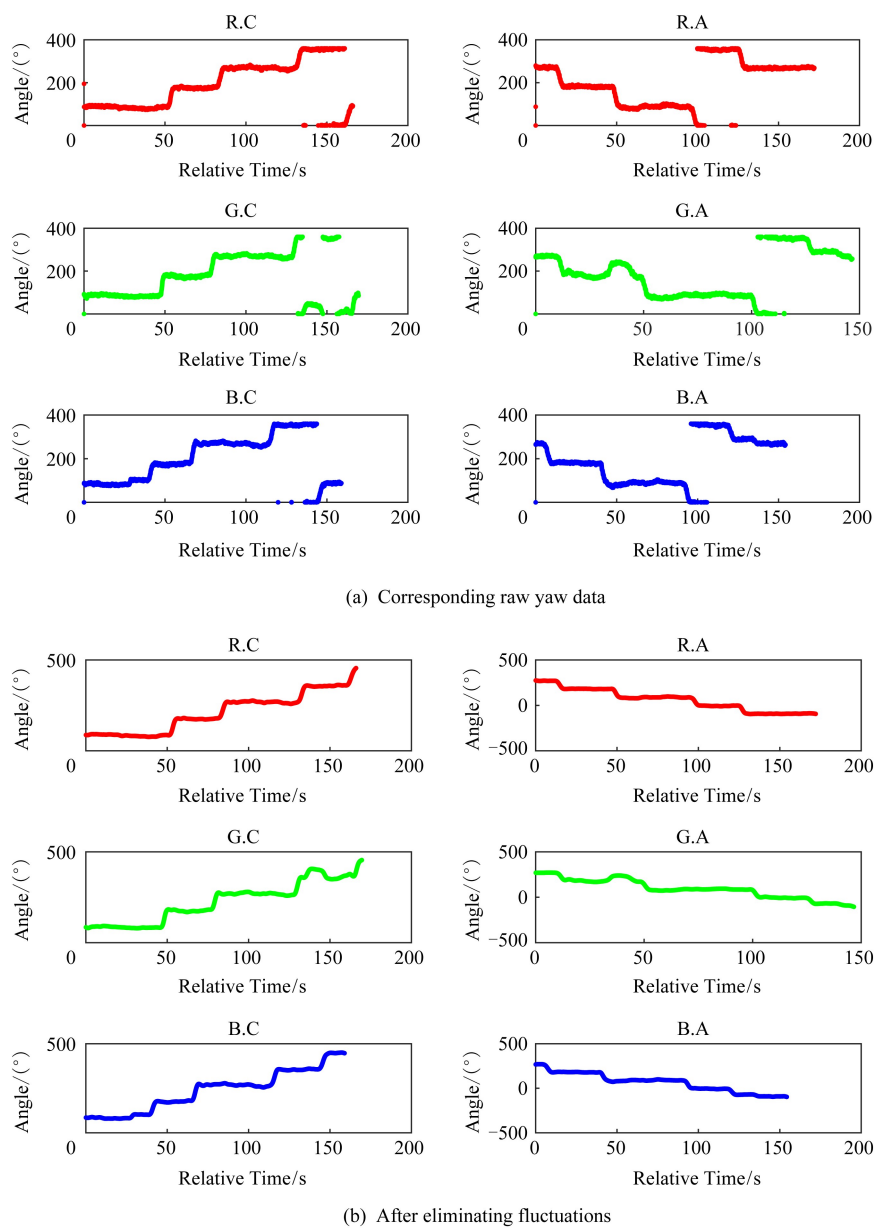 R.C
R.A
400
200
0
50
100
150
200
Angle/(°)
Relative Time/s
400
200
0
50
100
150
200
Angle/(°)
Relative Time/s
G.C
G.A
400
200
0
50
100
150
200
Angle/(°)
Relative Time/s
400
200
0
50
100
150
Angle/(°)
Relative Time/s
B.C
B.A
400
200
0
50
100
150
200
Angle/(°)
Relative Time/s
400
200
0
50
100
150
200
Angle/(°)
Relative Time/s
(a) Corresponding raw yaw data
R.C
R.A
500
0
50
100
150
200
Angle/(°)
Relative Time/s
500
0
−500
0
50
100
150
200
Angle/(°)
Relative Time/s
G.C
G.A
500
0
50
100
150
200
Angle/(°)
Relative Time/s
500
0
−500
0
50
100
150
Angle/(°)
Relative Time/s
B.C
B.A
500
0
50
100
150
200
Angle/(°)
Relative Time/s
500
0
−500
0
50
100
150
200
Angle/(°)
Relative Time/s
(b) After eliminating fluctuations